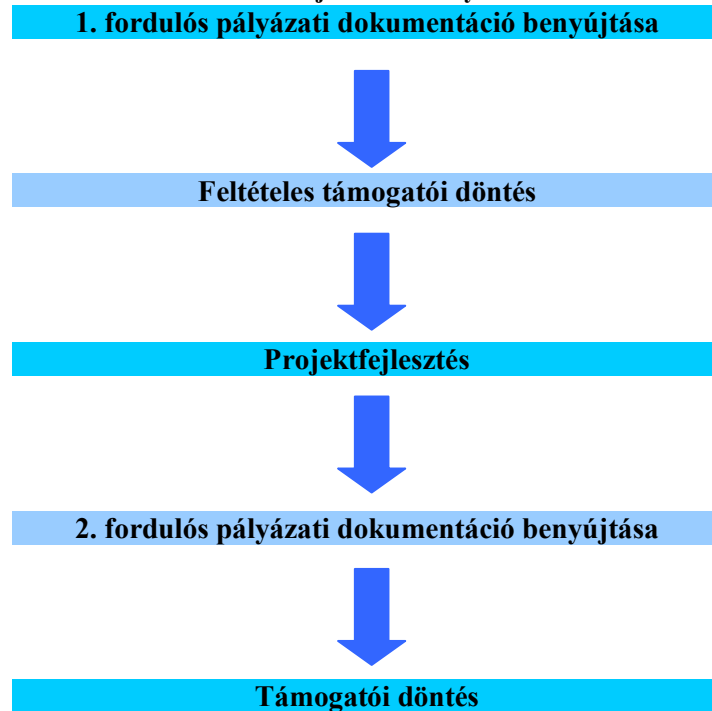 1. fordulós pályázati dokumentáció benyújtása
Feltételes támogatói döntés
Projektfejlesztés
2. fordulós pályázati dokumentáció benyújtása
Támogatói döntés